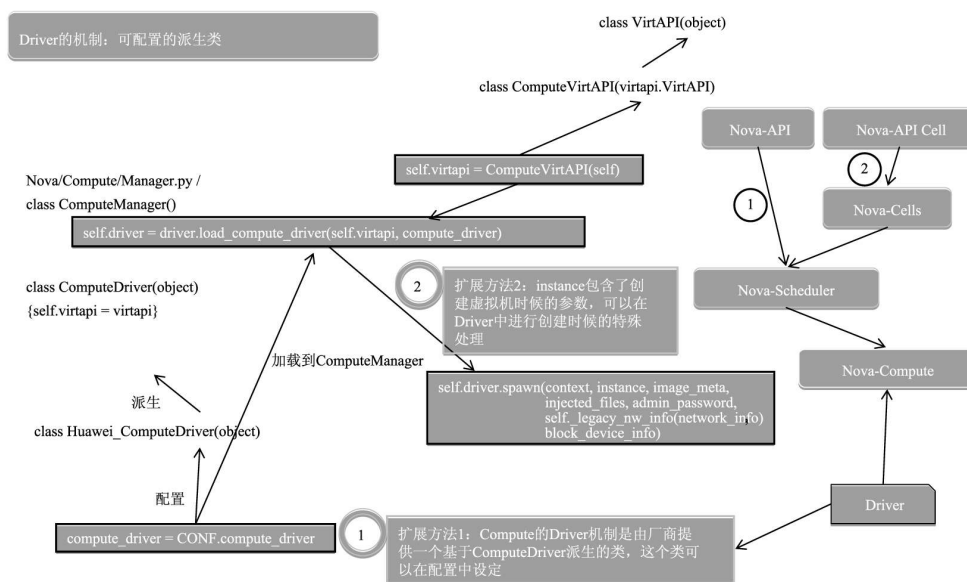 Driver的机制：可配置的派生类
class VirtAPI(object)
class ComputeVirtAPI(virtapi.VirtAPI)
Nova-API
Nova-API Cell
self.virtapi = ComputeVirtAPI(self)
1
2
Nova-Cells
Nova/Compute/Manager.py /
class ComputeManager()
self.driver = driver.load_compute_driver(self.virtapi, compute_driver)
class ComputeDriver(object)
{self.virtapi = virtapi}
2
扩展方法2：instance包含了创
建虚拟机时候的参数，可以在
Driver中进行创建时候的特殊
处理
Nova-Scheduler
加载到ComputeManager
Nova-Compute
self.driver.spawn(context, instance, image_meta,
injected_files, admin_password,
self._legacy_nw_info(network_info)
block_device_info)
派生
class Huawei_ComputeDriver(object)
配置
Driver
compute_driver = CONF.compute_driver
1
扩展方法1：Compute的Driver机制是由厂商提
供一个基于ComputeDriver派生的类，这个类可
以在配置中设定